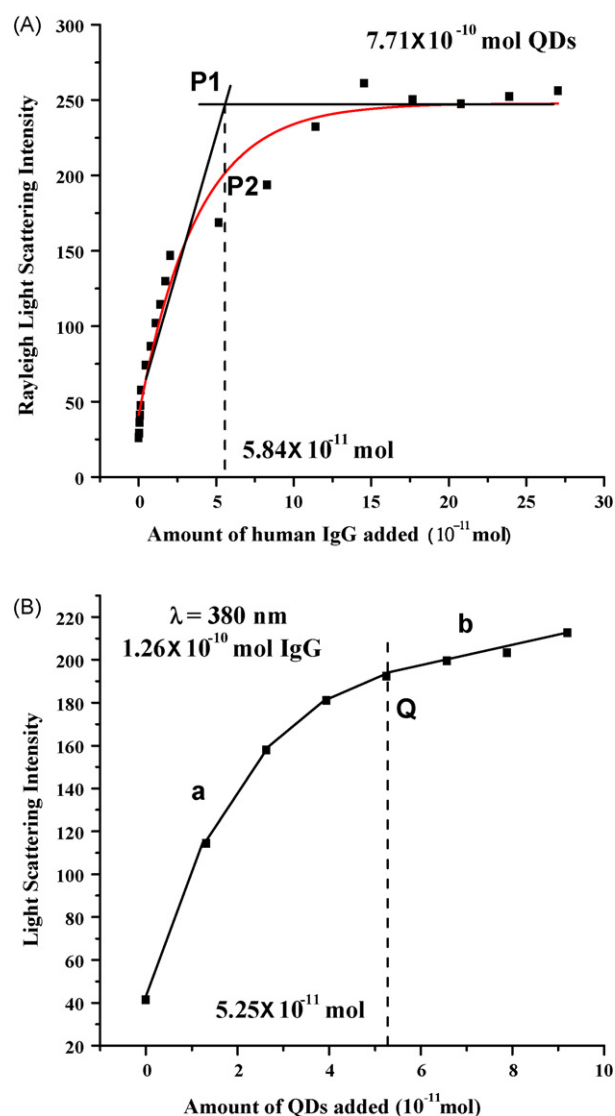 (A)
7.71X10⁻¹⁰ mol QDs
P1
P2
5.84X10⁻¹¹ mol
Rayleigh Light Scattering Intensity
300
250
200
150
100
50
0
0 5 10 15 20 25 30
Amount of human IgG added (10⁻¹¹mol)
(B)
λ = 380 nm
1.26X10⁻¹⁰ mol IgG
b
Q
a
5.25X10⁻¹¹ mol
Light Scattering Intensity
220
200
180
160
140
120
100
80
60
40
20
0 2 4 6 8 10
Amount of QDs added (10⁻¹¹mol)